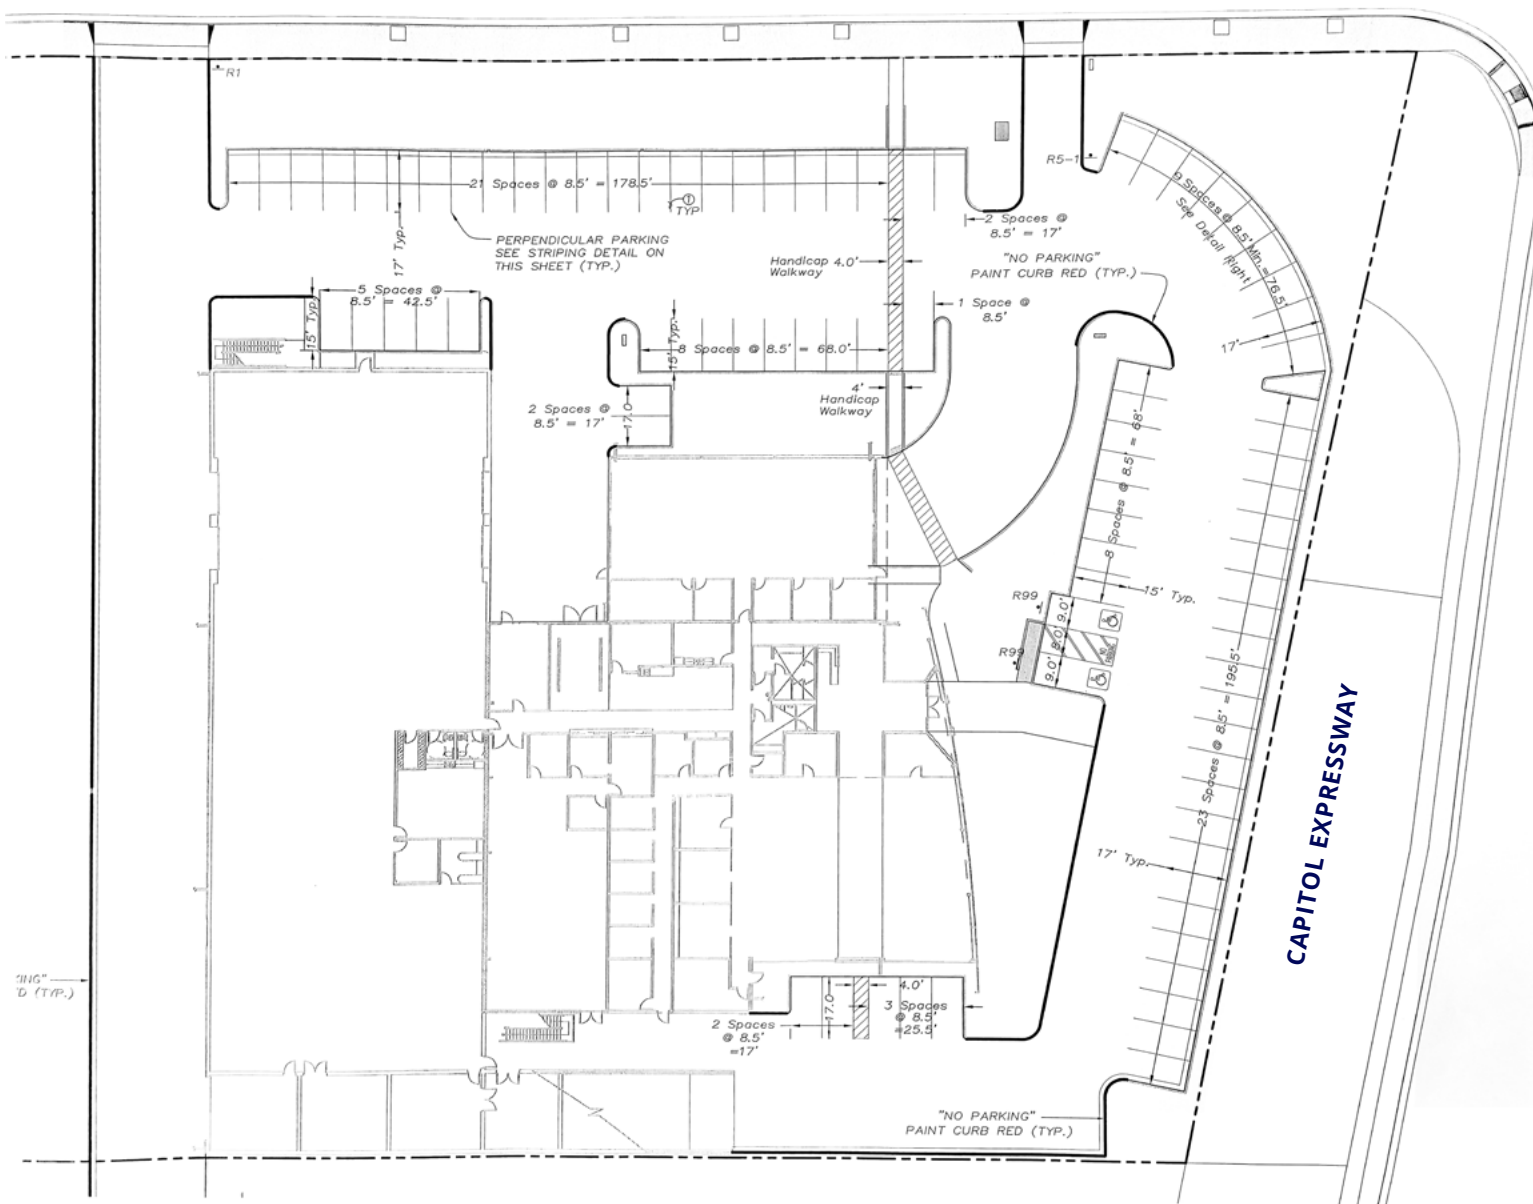 R1
R5-1
21 Spaces @ 8.5' = 178.5'
1
TYP
17' Typ.
PERPENDICULAR PARKING
SEE STRIPING DETAIL ON
THIS SHEET (TYP.)
2 Spaces @
8.5' = 17'
9 Spaces @ 8.5' Min. = 76.5'
See Detail Right
Handicap 4.0'
Walkway
"NO PARKING"
PAINT CURB RED (TYP.)
5 Spaces @
8.5' = 42.5'
15' Typ.
1 Space @
8.5'
15' Typ.
8 Spaces @ 8.5' = 68.0'
17'
4'
Handicap
Walkway
2 Spaces @
8.5' = 17'
17.0
8 Spaces @ 8.5' = 68'
15' Typ.
R99
9.0'
8.0'
9.0'
R99
NO
23 Spaces @ 8.5' = 195.5'
CAPITOL EXPRESSWAY
17' Typ.
4.0'
17.0
3 Spaces
@ 8.5'
=25.5'
2 Spaces
@ 8.5'
=17'
D (TYP.)
"NO PARKING"
PAINT CURB RED (TYP.)